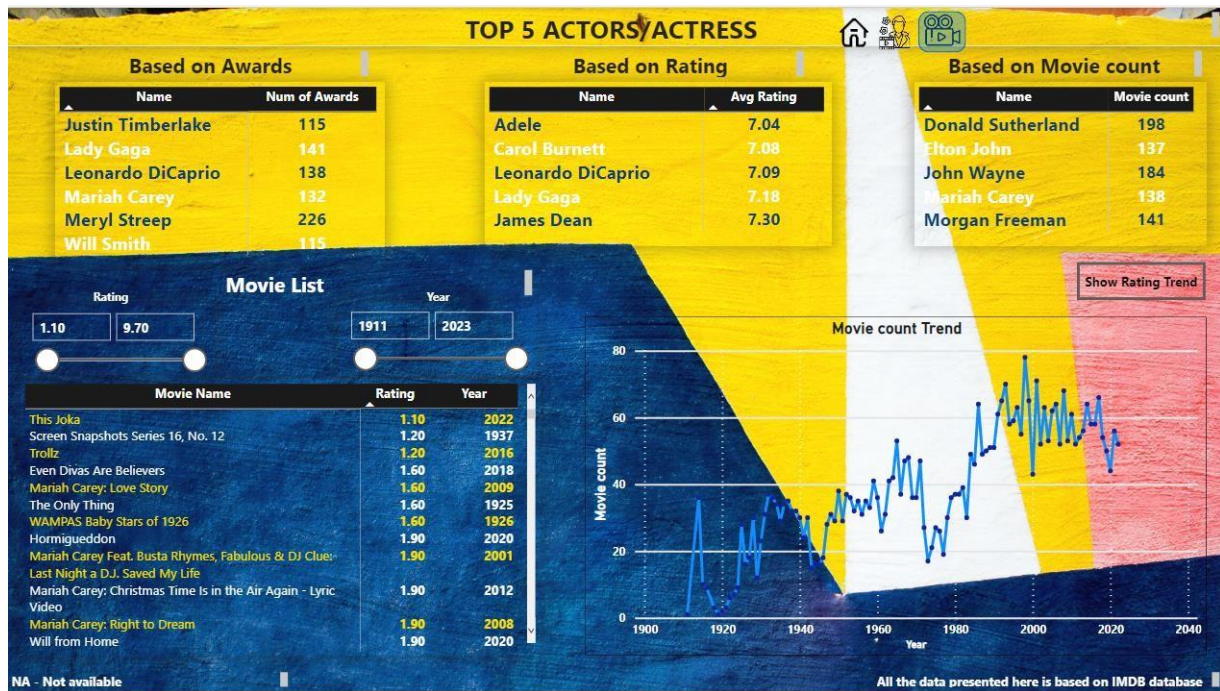 TOP 5 ACTORS/ACTRESS
Based on Awards
Name Num of Awards
Justin Timberlake 115
Lady Gaga 141
Leonardo DiCaprio 138
Mariah Carey 132
Meryl Streep 226
Will Smith 115
Based on Rating
Name Avg Rating
Adele 7.04
Carol Burnett 7.08
Leonardo DiCaprio 7.09
Lady Gaga 7.18
James Dean 7.30
Based on Movie count
Name Movie count
Donald Sutherland 198
Elton John 137
John Wayne 184
Mariah Carey 138
Morgan Freeman 141
Movie List
Rating Year
1.10 9.70 1911 2023
Movie Name Rating Year
This Joka 1.10 2022
Screen Snapshots Series 16, No. 12 1.20 1937
Trollz 1.20 2016
Even Divas Are Believers 1.60 2018
Mariah Carey: Love Story 1.60 2009
The Only Thing 1.60 1925
WAMPAS Baby Stars of 1926 1.60 1926
Hormigueddon 1.90 2020
Mariah Carey Feat. Busta Rhymes, Fabulous & DJ Clue: 1.90 2001
Last Night a D.J. Saved My Life
Mariah Carey: Christmas Time Is in the Air Again - Lyric 1.90 2012
Video
Mariah Carey: Right to Dream 1.90 2008
Will from Home 1.90 2020
Show Rating Trend
Movie count Trend
Movie count
80
60
40
20
0
1900 1920 1940 1960 1980 2000 2020 2040
Year
NA - Not available
All the data presented here is based on IMDB database